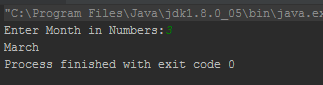 "C:\Program Files\Java\jdk1.8.0_05\bin\java.ex
Enter Month in Numbers:3
March
Process finished with exit code 0